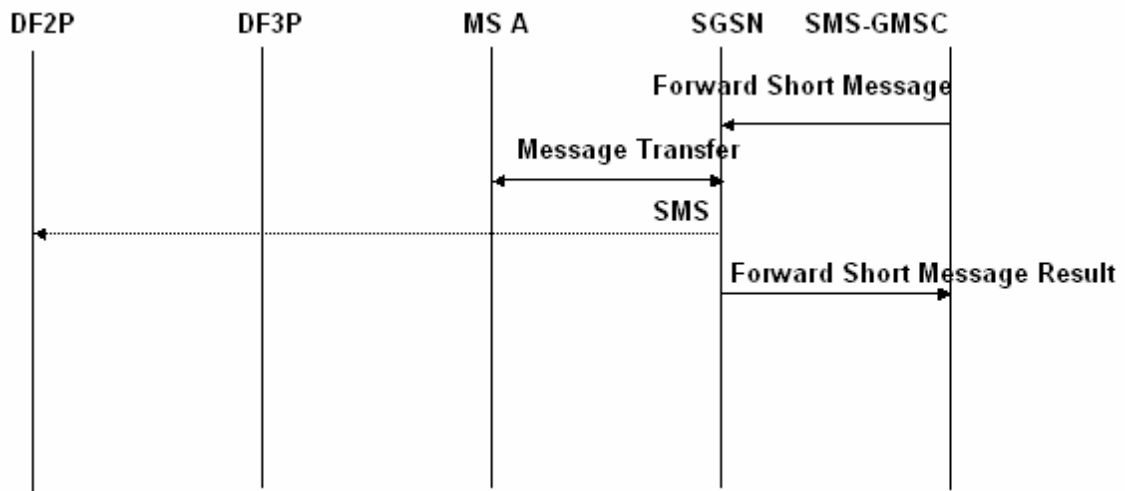 DF2P DF3P MS A SGSN SMS-GMSC
Forward Short Message
Message Transfer
SMS
Forward Short Message Result